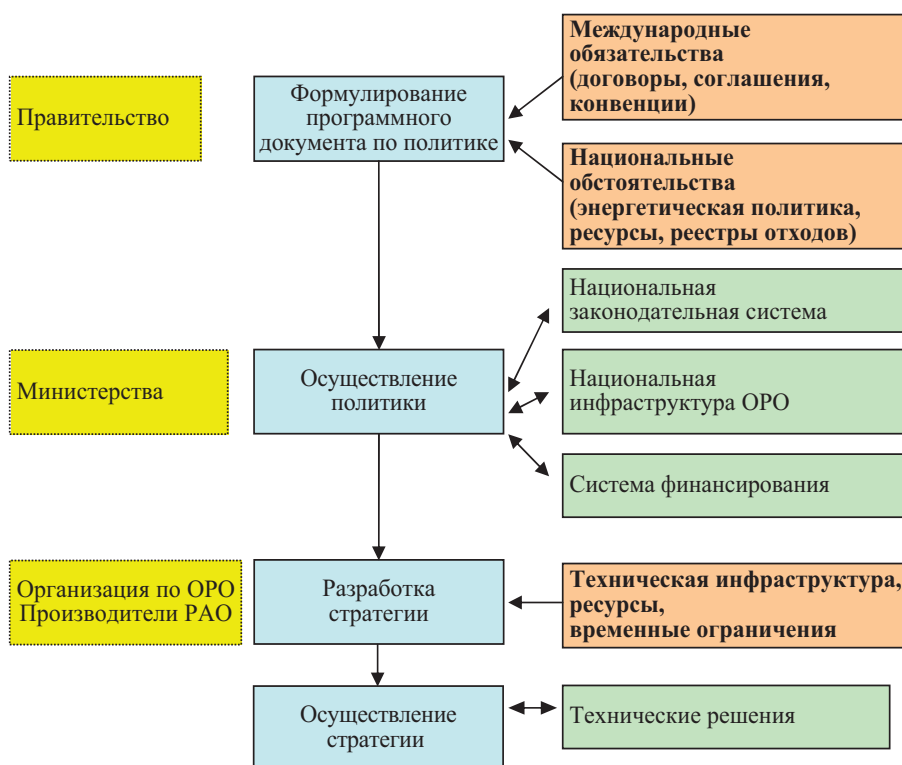 Правительство
Формулирование
программного
документа по политике
Международные
обязательства
(договоры, соглашения,
конвенции)
Национальные
обстоятельства
(энергетическая политика,
ресурсы, реестры отходов)
Национальная
законодательная система
Министерства
Осуществление
политики
Национальная
инфраструктура ОРО
Система финансирования
Организация по ОРО
Производители РАО
Разработка
стратегии
Техническая инфраструктура,
ресурсы,
временные ограничения
Осуществление
стратегии
Технические решения